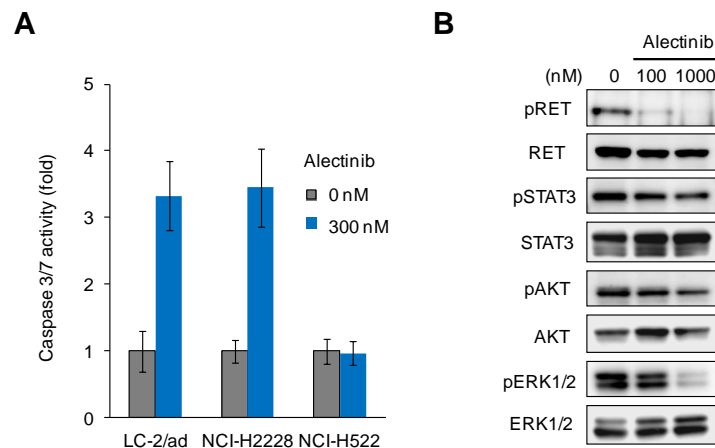 A
Caspase 3/7 activity (fold)
5
4
3
2
1
0
Alectinib
0 nM
300 nM
LC-2/ad NCI-H2228 NCI-H522
B
Alectinib
(nM) 0 100 1000
pRET
RET
pSTAT3
STAT3
pAKT
AKT
pERK1/2
ERK1/2